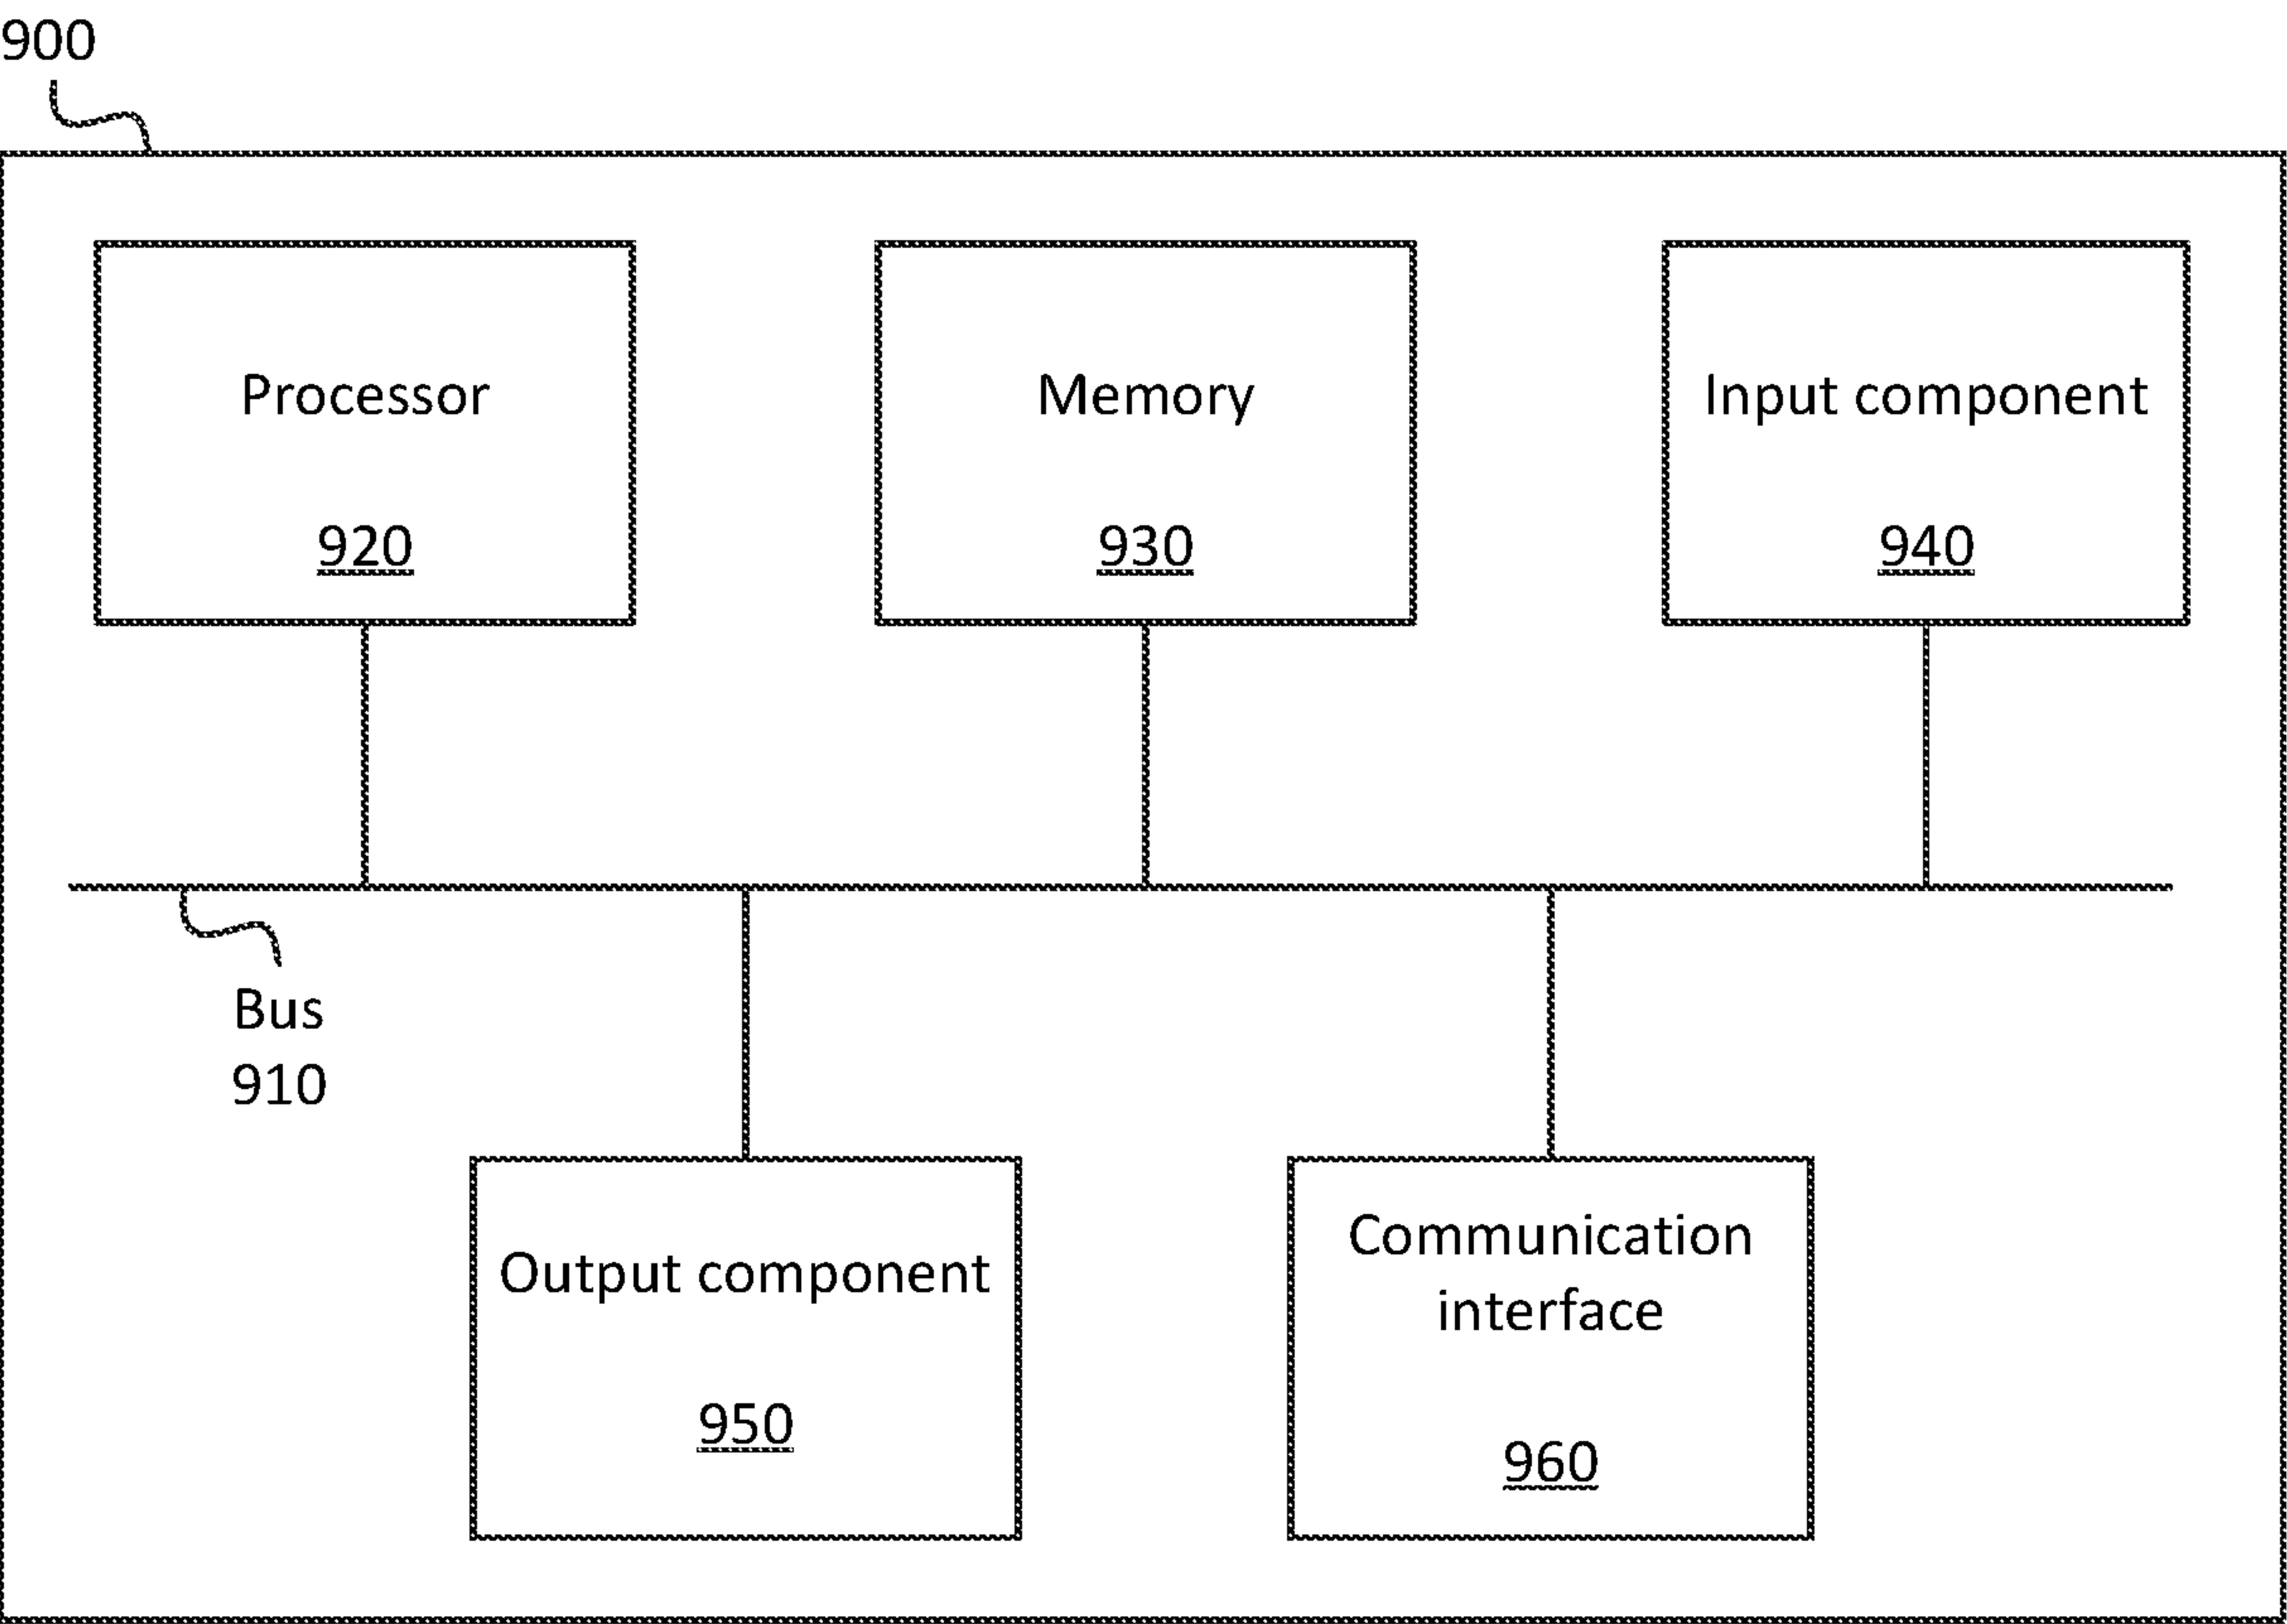 900
Processor
920
Memory
930
Input component
940
Bus
910
Output component
950
Communication
interface
960